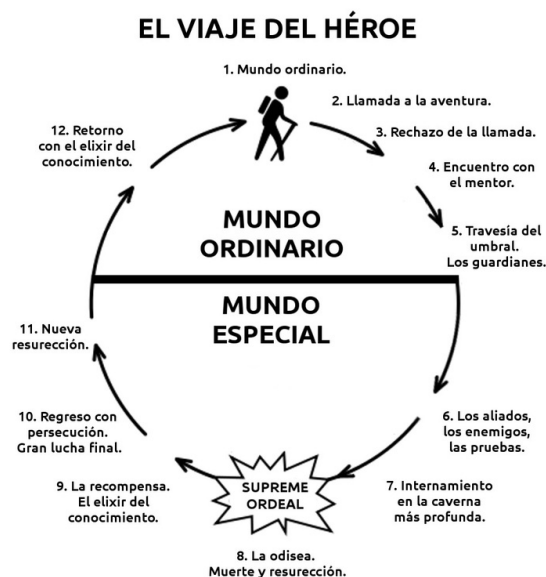 EL VIAJE DEL HÉROE
1. Mundo ordinario.
2. Llamada a la aventura.
3. Rechazo de la llamada.
4. Encuentro con
el mentor.
5. Travesía del
umbral.
Los guardianes.
MUNDO
ORDINARIO
MUNDO
ESPECIAL
6. Los aliados,
los enemigos,
las pruebas.
7. Internamiento
en la caverna
más profunda.
SUPREME
ORDEAL
8. La odisea.
Muerte y resurección.
9. La recompensa.
El elixir del
conocimiento.
10. Regreso con
persecución.
Gran lucha final.
11. Nueva
resurección.
12. Retorno
con el elixir del
conocimiento.